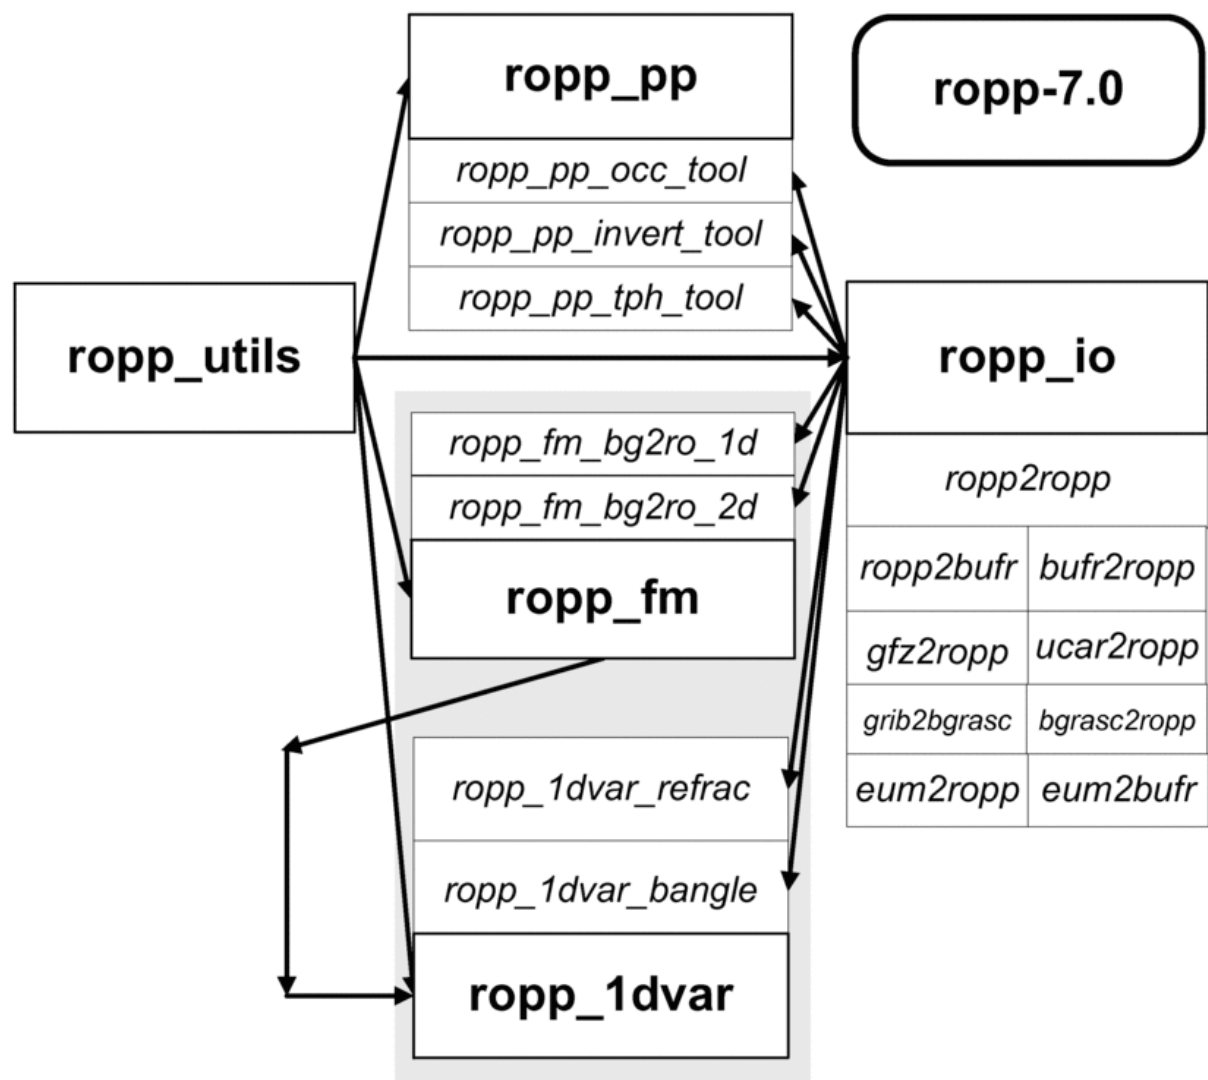 ropp_pp
ropp-7.0
ropp_pp_occ_tool
ropp_pp_invert_tool
ropp_pp_tph_tool
ropp_utils
ropp_io
ropp_fm_bg2ro_1d
ropp_fm_bg2ro_2d
ropp_fm
ropp2ropp
ropp2bufr bufr2ropp
gfz2ropp ucar2ropp
grib2bgrasc bgrasc2ropp
eum2ropp eum2bufr
ropp_1dvar_refrac
ropp_1dvar_bangle
ropp_1dvar